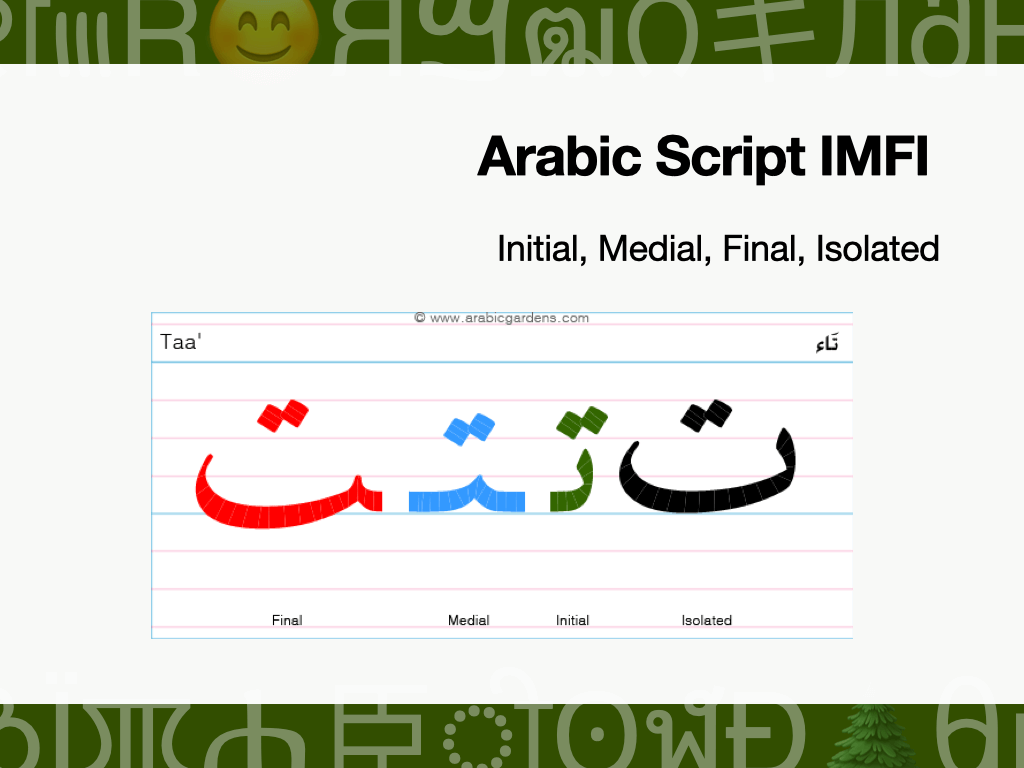 Arabic Script IMFI
Initial, Medial, Final, Isolated
© www.arabicgardens.com
Taa' تَاء
ـت ـتـ تـ ت
Final Medial Initial Isolated